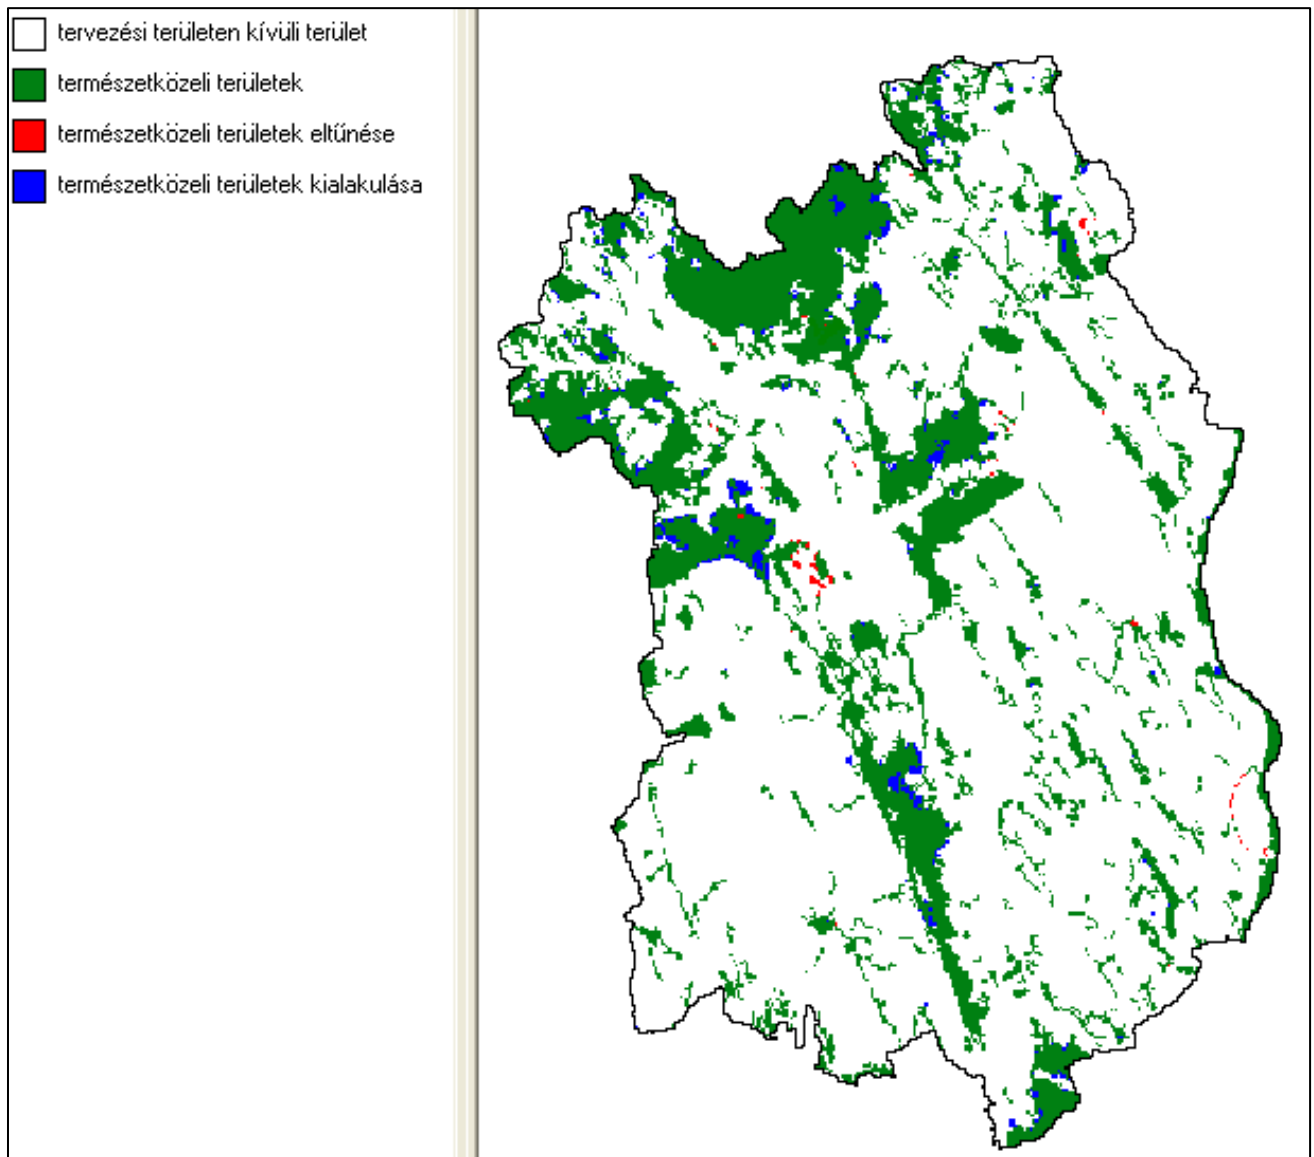 tervezési területen kívüli terület
természetközeli területek
természetközeli területek eltűnése
természetközeli területek kialakulása